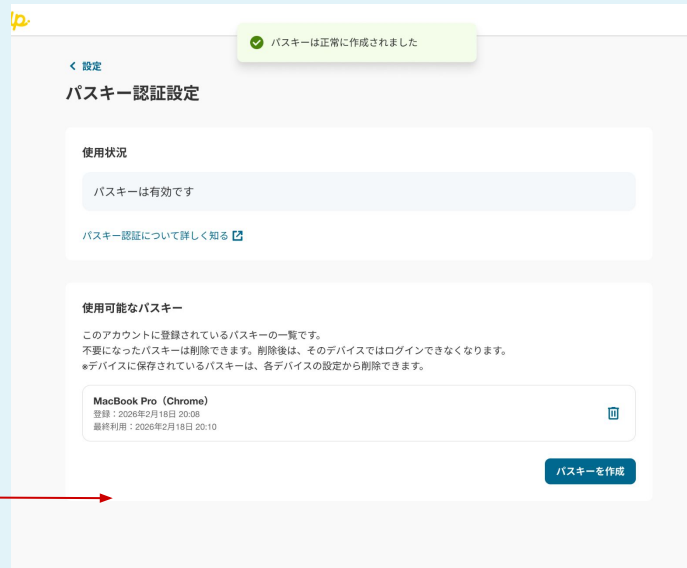 パスキーは正常に作成されました
設定
パスキー認証設定
使用状況
パスキーは有効です
パスキー認証について詳しく知る
使用可能なパスキー
このアカウントに登録されているパスキーの一覧です。
不要になったパスキーは削除できます。削除後は、そのデバイスではログインできなくなります。
※デバイスに保存されているパスキーは、各デバイスの設定から削除できます。
MacBook Pro（Chrome）
登録：2026年2月18日 20:08
最終利用：2026年2月18日 20:10
パスキーを作成